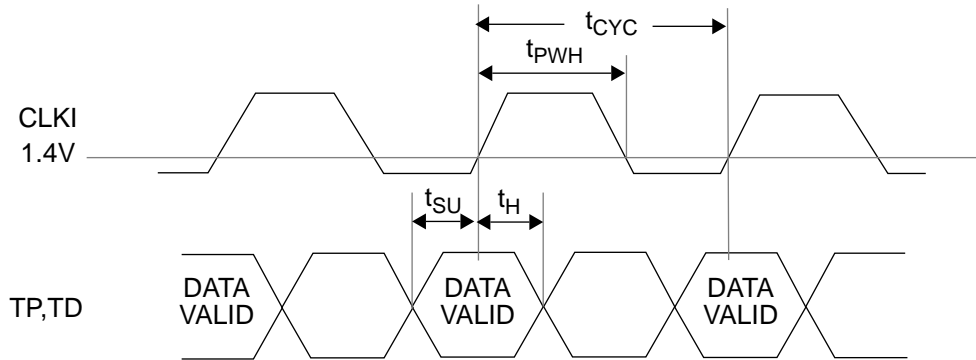 tCYC
tPWH
CLKI
1.4V
tSU
tH
TP,TD
DATA
VALID
DATA
VALID
DATA
VALID